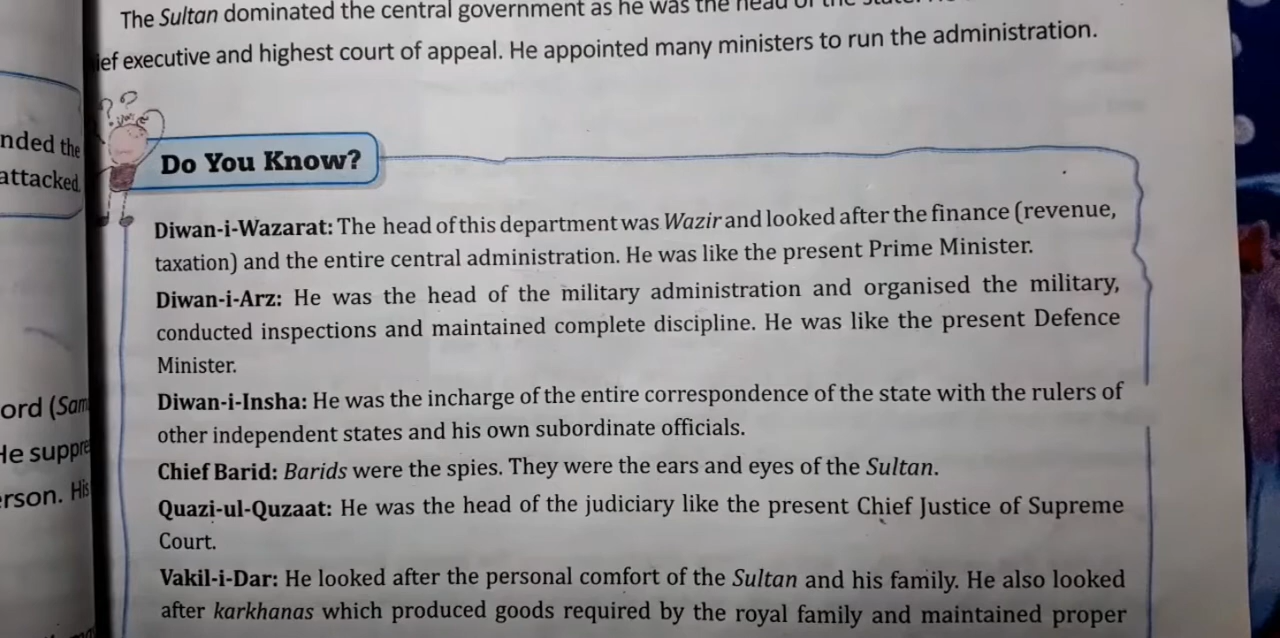 The Sultan dominated the central government as he was the head of the
ief executive and highest court of appeal. He appointed many ministers to run the administration.
nded the
attacked
Do You Know?
Diwan-i-Wazarat: The head of this department was Wazir and looked after the finance (revenue,
taxation) and the entire central administration. He was like the present Prime Minister.
Diwan-i-Arz: He was the head of the military administration and organised the military,
conducted inspections and maintained complete discipline. He was like the present Defence
Minister.
Diwan-i-Insha: He was the incharge of the entire correspondence of the state with the rulers of
other independent states and his own subordinate officials.
Chief Barid: Barids were the spies. They were the ears and eyes of the Sultan.
Quazi-ul-Quzaat: He was the head of the judiciary like the present Chief Justice of Supreme
Court.
Vakil-i-Dar: He looked after the personal comfort of the Sultan and his family. He also looked
after karkhanas which produced goods required by the royal family and maintained proper
ord (Sam
He suppre
erson. His